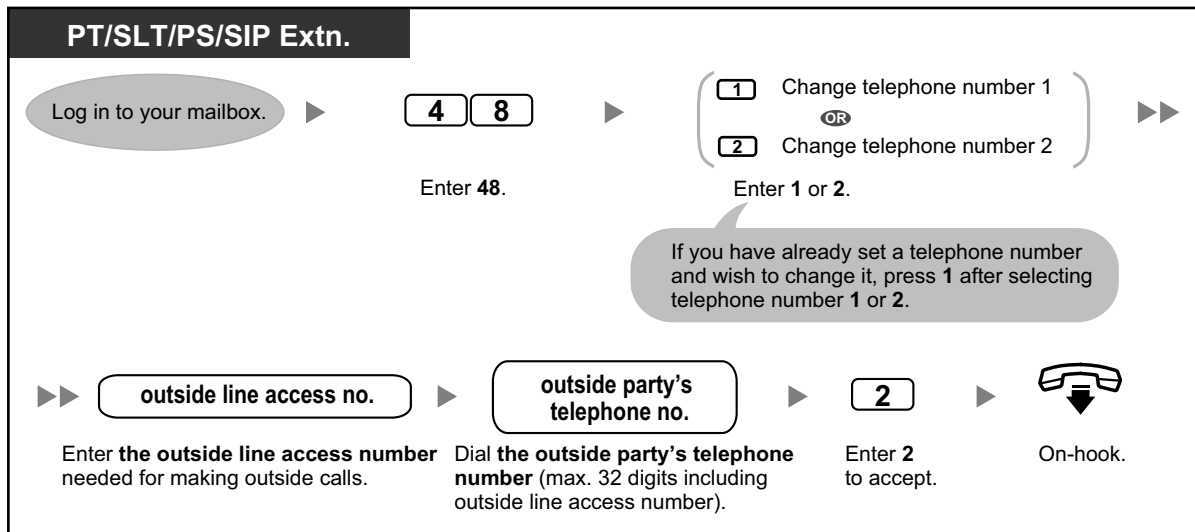 PT/SLT/PS/SIP Extn.
Log in to your mailbox.
4 8
Enter 48.
1 Change telephone number 1
OR
2 Change telephone number 2
Enter 1 or 2.
If you have already set a telephone number
and wish to change it, press 1 after selecting
telephone number 1 or 2.
outside line access no.
Enter the outside line access number
needed for making outside calls.
outside party’s
telephone no.
Dial the outside party’s telephone
number (max. 32 digits including
outside line access number).
2
Enter 2
to accept.
On-hook.